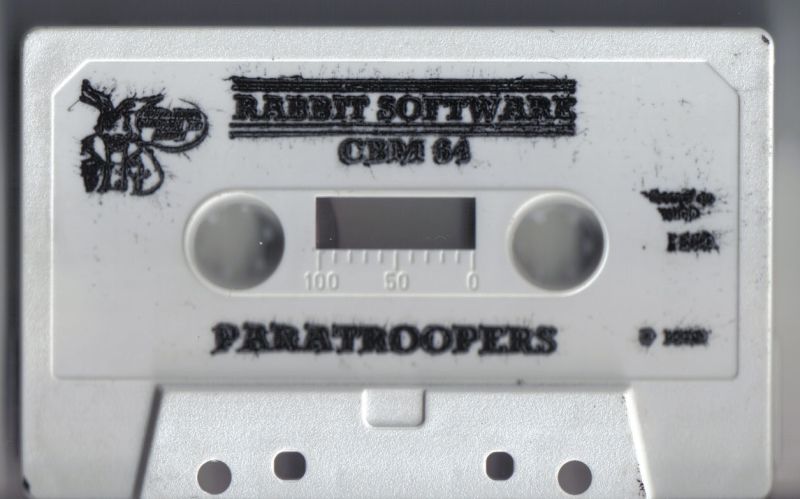 RABBIT SOFTWARE
CBM 64
100 50 0
PARATROOPERS